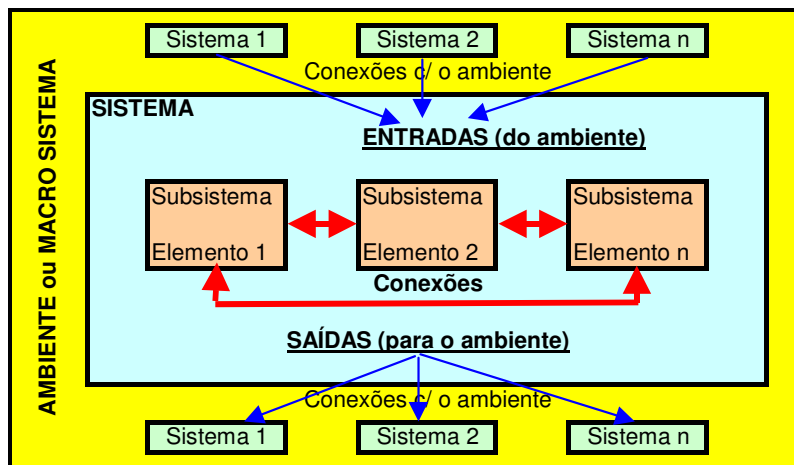 AMBIENTE ou MACRO SISTEMA
Sistema 1
Sistema 2
Sistema n
Conexões c/ o ambiente
SISTEMA
ENTRADAS (do ambiente)
Subsistema
Elemento 1
Subsistema
Elemento 2
Subsistema
Elemento n
Conexões
SAÍDAS (para o ambiente)
Conexões c/ o ambiente
Sistema 1
Sistema 2
Sistema n